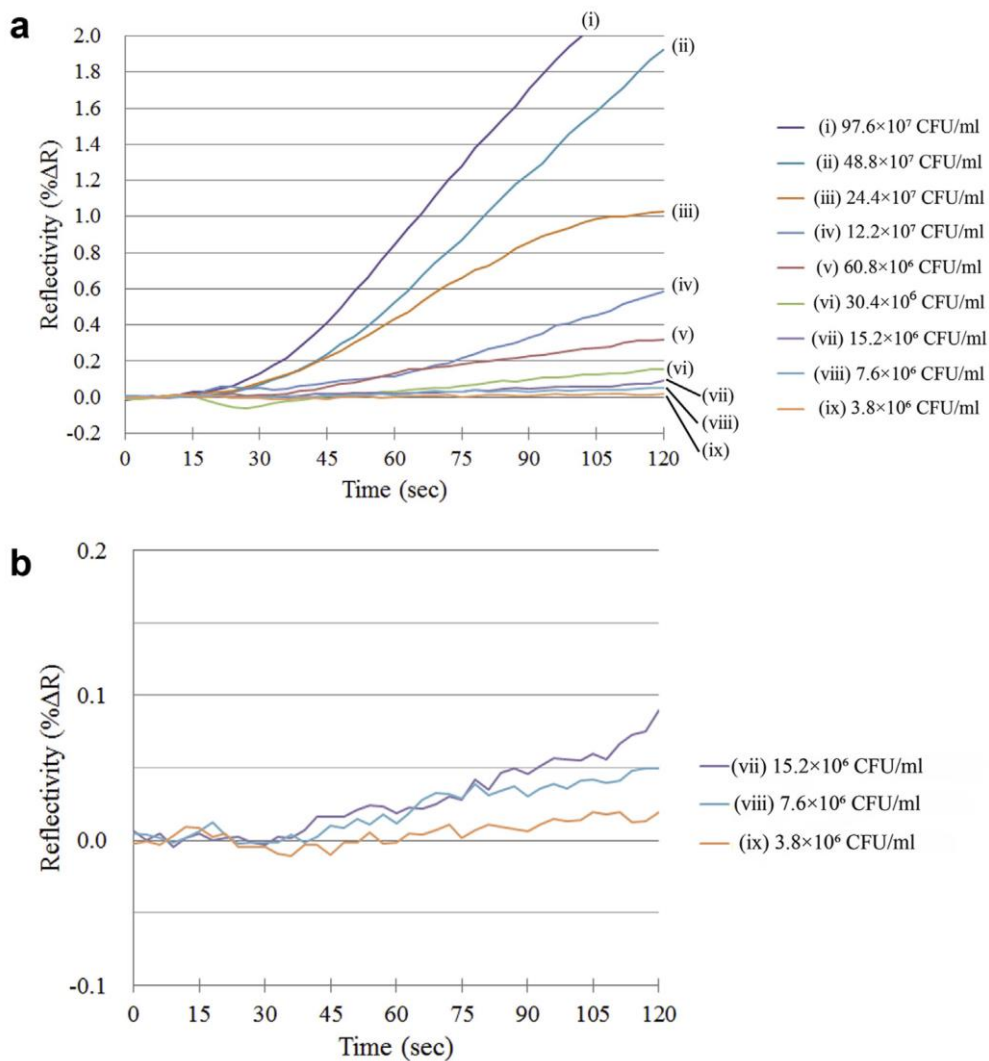 a
Reflectivity (%ΔR)
2.0
1.8
1.6
1.4
1.2
1.0
0.8
0.6
0.4
0.2
0.0
-0.2
0 15 30 45 60 75 90 105 120
Time (sec)
(i)
(ii)
(iii)
(iv)
(v)
(vi)
(vii)
(viii)
(ix)
(i) 97.6×10⁷ CFU/ml
(ii) 48.8×10⁷ CFU/ml
(iii) 24.4×10⁷ CFU/ml
(iv) 12.2×10⁷ CFU/ml
(v) 60.8×10⁶ CFU/ml
(vi) 30.4×10⁶ CFU/ml
(vii) 15.2×10⁶ CFU/ml
(viii) 7.6×10⁶ CFU/ml
(ix) 3.8×10⁶ CFU/ml
b
Reflectivity (%ΔR)
0.2
0.1
0.0
-0.1
0 15 30 45 60 75 90 105 120
Time (sec)
(vii) 15.2×10⁶ CFU/ml
(viii) 7.6×10⁶ CFU/ml
(ix) 3.8×10⁶ CFU/ml